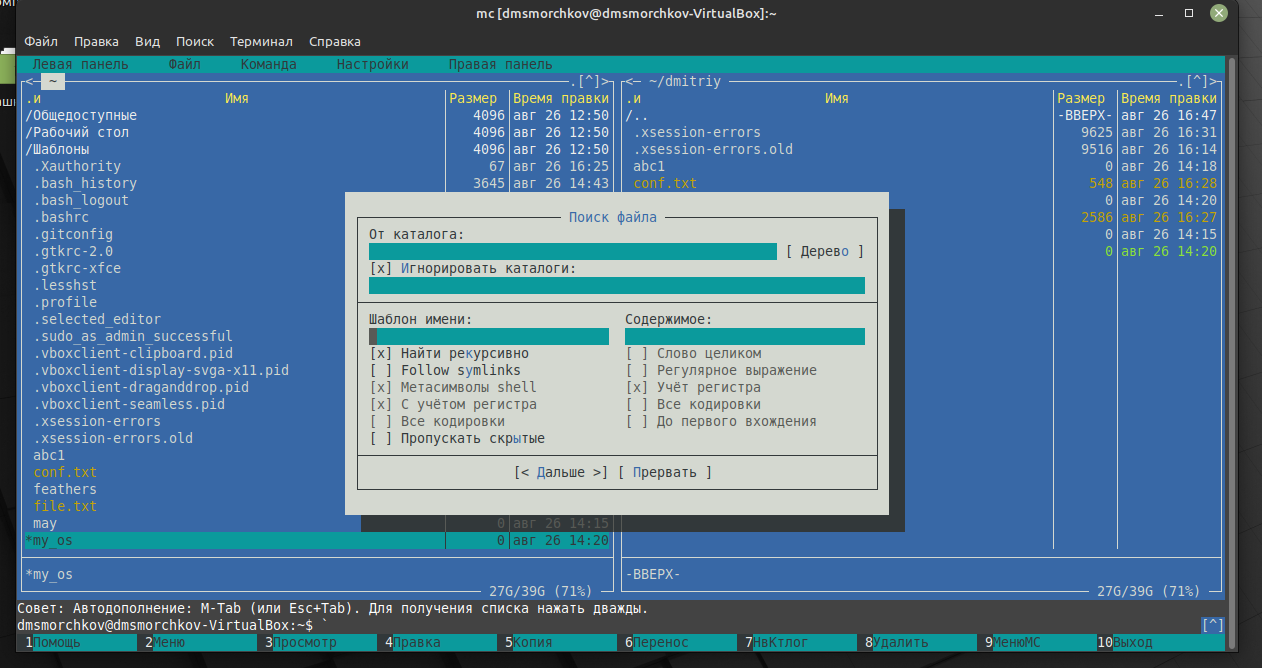 mc [dmsmorchkov@dmsmorchkov-VirtualBox]:~
Файл Правка Вид Поиск Терминал Справка
Левая панель Файл Команда Настройки Правая панель
<─ ~ .[^]> <─ ~/dmitriy .[^]>
.и Имя Размер Время правки .и Имя Размер Время правки
/Общедоступные 4096 авг 26 12:50 /.. -ВВЕРХ- авг 26 16:47
/Рабочий стол 4096 авг 26 12:50 .xsession-errors 9625 авг 26 16:31
/Шаблоны 4096 авг 26 12:50 .xsession-errors.old 9516 авг 26 16:14
.Xauthority 67 авг 26 16:25 abc1 0 авг 26 14:18
.bash_history 3645 авг 26 14:43 conf.txt 548 авг 26 16:28
.bash_logout 0 авг 26 14:20
.bashrc Поиск файла 2586 авг 26 16:27
.gitconfig От каталога: 0 авг 26 14:15
.gtkrc-2.0 [ Дерево ] 0 авг 26 14:20
.gtkrc-xfce [x] Игнорировать каталоги:
.lesshst
.profile
.selected_editor Шаблон имени: Содержимое:
.sudo_as_admin_successful
.vboxclient-clipboard.pid [x] Найти рекурсивно [ ] Слово целиком
.vboxclient-display-svga-x11.pid [ ] Follow symlinks [ ] Регулярное выражение
.vboxclient-draganddrop.pid [x] Метасимволы shell [x] Учёт регистра
.vboxclient-seamless.pid [x] С учётом регистра [ ] Все кодировки
.xsession-errors [ ] Все кодировки [ ] До первого вхождения
.xsession-errors.old [ ] Пропускать скрытые
abc1
conf.txt [< Дальше >] [ Прервать ]
feathers
file.txt
may 0 авг 26 14:15
*my_os 0 авг 26 14:20
*my_os -ВВЕРХ-
27G/39G (71%) 27G/39G (71%)
Совет: Автодополнение: M-Tab (или Esc+Tab). Для получения списка нажать дважды.
dmsmorchkov@dmsmorchkov-VirtualBox:~$ ` [^]
1Помощь 2Меню 3Просмотр 4Правка 5Копия 6Перенос 7НвКтлог 8Удалить 9МенюMC 10Выход